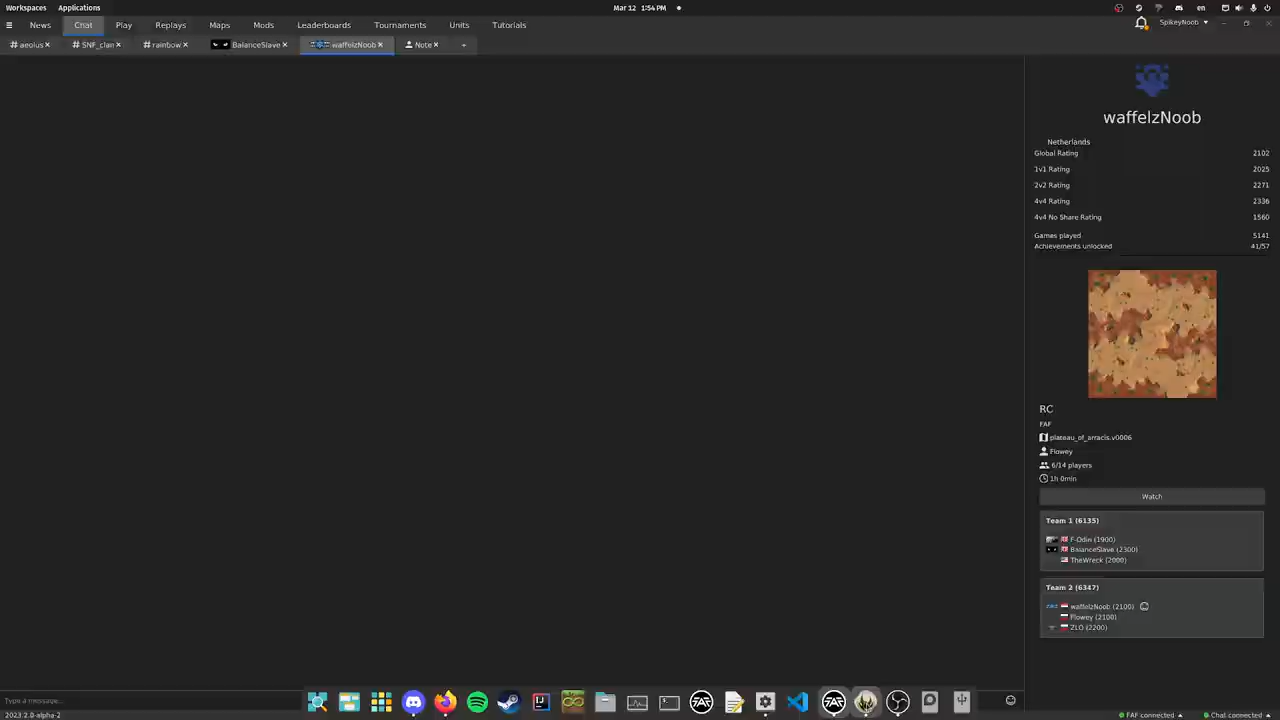 Workspaces Applications Mar 12 1:54 PM en
News Chat Play Replays Maps Mods Leaderboards Tournaments Units Tutorials SpikeyNoob
#aeolus #SNF_clan #rainbow BalanceSlave waffelzNoob Note
waffelzNoob
Netherlands
Global Rating 2102
1v1 Rating 2025
2v2 Rating 2271
4v4 Rating 2336
4v4 No Share Rating 1560
Games played 5141
Achievements unlocked 41/57
RC
FAF
plateau_of_arracis.v0006
Flowey
6/14 players
1h 0min
Watch
Team 1 (6135)
F-Odin (1900)
BalanceSlave (2300)
TheWreck (2000)
Team 2 (6347)
waffelzNoob (2100)
Flowey (2100)
ZLO (2200)
Type a message...
2023.2.0-alpha-2 FAF connected Chat connected